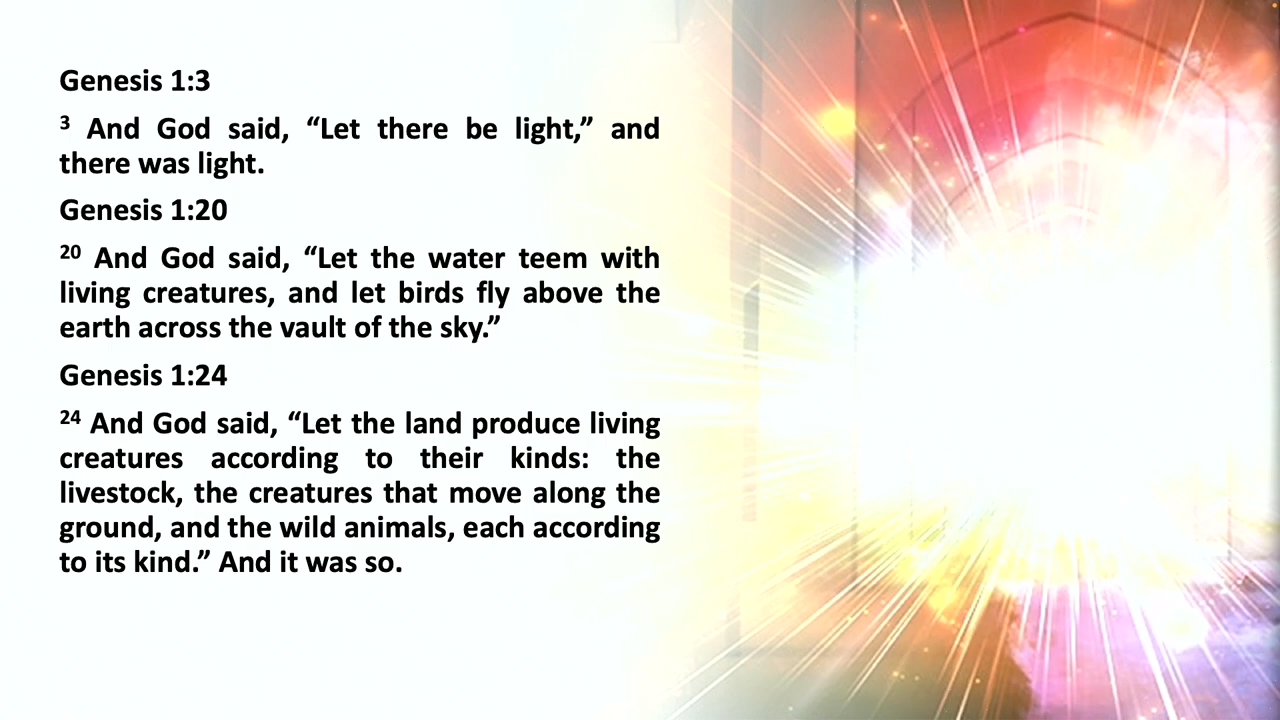 Genesis 1:3
3 And God said, “Let there be light,” and
there was light.
Genesis 1:20
20 And God said, “Let the water teem with
living creatures, and let birds fly above the
earth across the vault of the sky.”
Genesis 1:24
24 And God said, “Let the land produce living
creatures according to their kinds: the
livestock, the creatures that move along the
ground, and the wild animals, each according
to its kind.” And it was so.